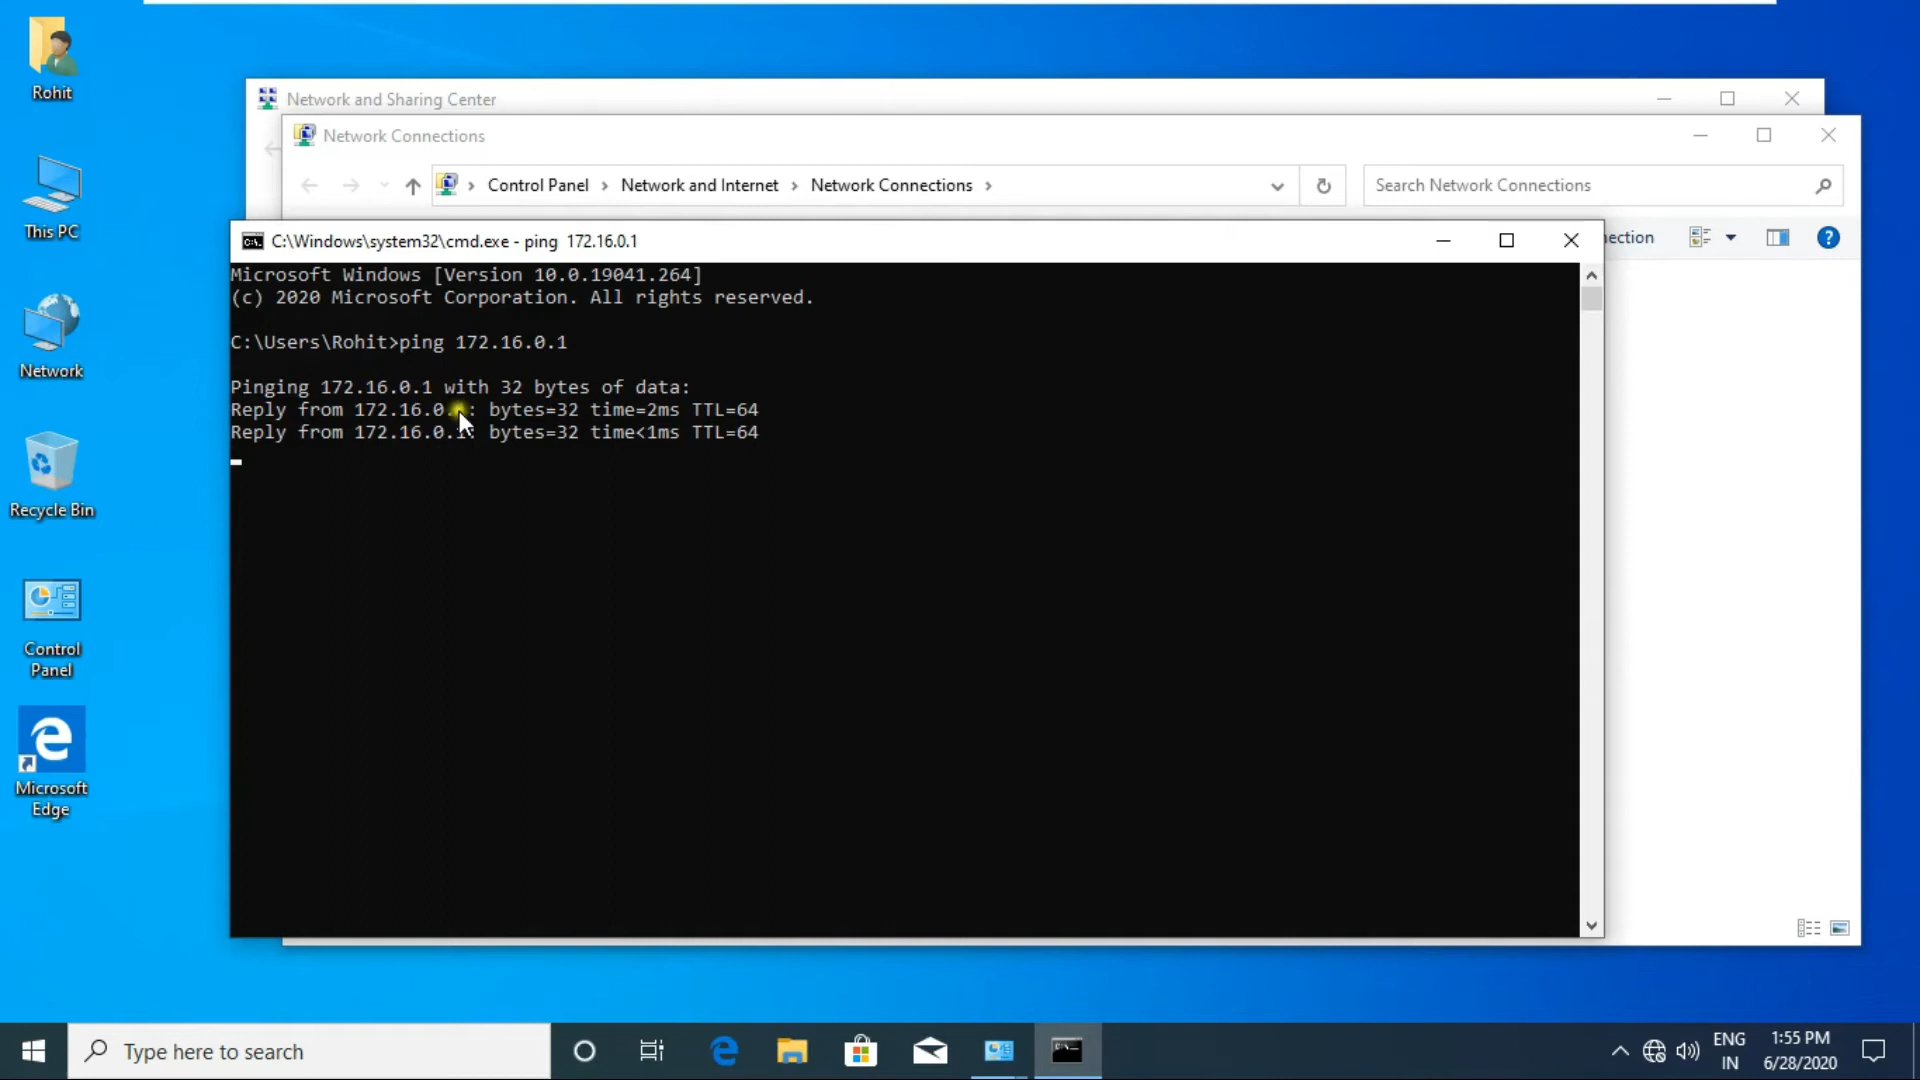 Rohit
This PC
Network
Recycle Bin
Control
Panel
Microsoft
Edge
Network and Sharing Center
Network Connections
Control Panel > Network and Internet > Network Connections >
Search Network Connections
nection
C:\Windows\system32\cmd.exe - ping  172.16.0.1
Microsoft Windows [Version 10.0.19041.264]
(c) 2020 Microsoft Corporation. All rights reserved.
C:\Users\Rohit>ping 172.16.0.1
Pinging 172.16.0.1 with 32 bytes of data:
Reply from 172.16.0. : bytes=32 time=2ms TTL=64
Reply from 172.16.0.1: bytes=32 time<1ms TTL=64
Type here to search
ENG
IN
1:55 PM
6/28/2020